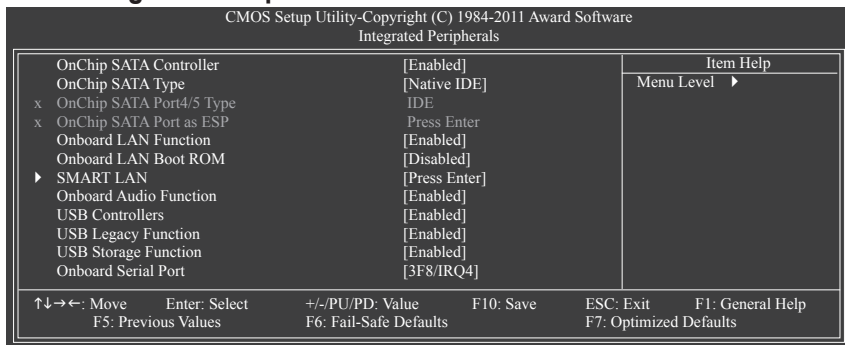 CMOS Setup Utility-Copyright (C) 1984-2011 Award Software
Integrated Peripherals
OnChip SATA Controller [Enabled] Item Help
OnChip SATA Type [Native IDE] Menu Level ▶
x OnChip SATA Port4/5 Type IDE
x OnChip SATA Port as ESP Press Enter
Onboard LAN Function [Enabled]
Onboard LAN Boot ROM [Disabled]
▶ SMART LAN [Press Enter]
Onboard Audio Function [Enabled]
USB Controllers [Enabled]
USB Legacy Function [Enabled]
USB Storage Function [Enabled]
Onboard Serial Port [3F8/IRQ4]
↑↓→←: Move Enter: Select +/-/PU/PD: Value F10: Save ESC: Exit F1: General Help
F5: Previous Values F6: Fail-Safe Defaults F7: Optimized Defaults